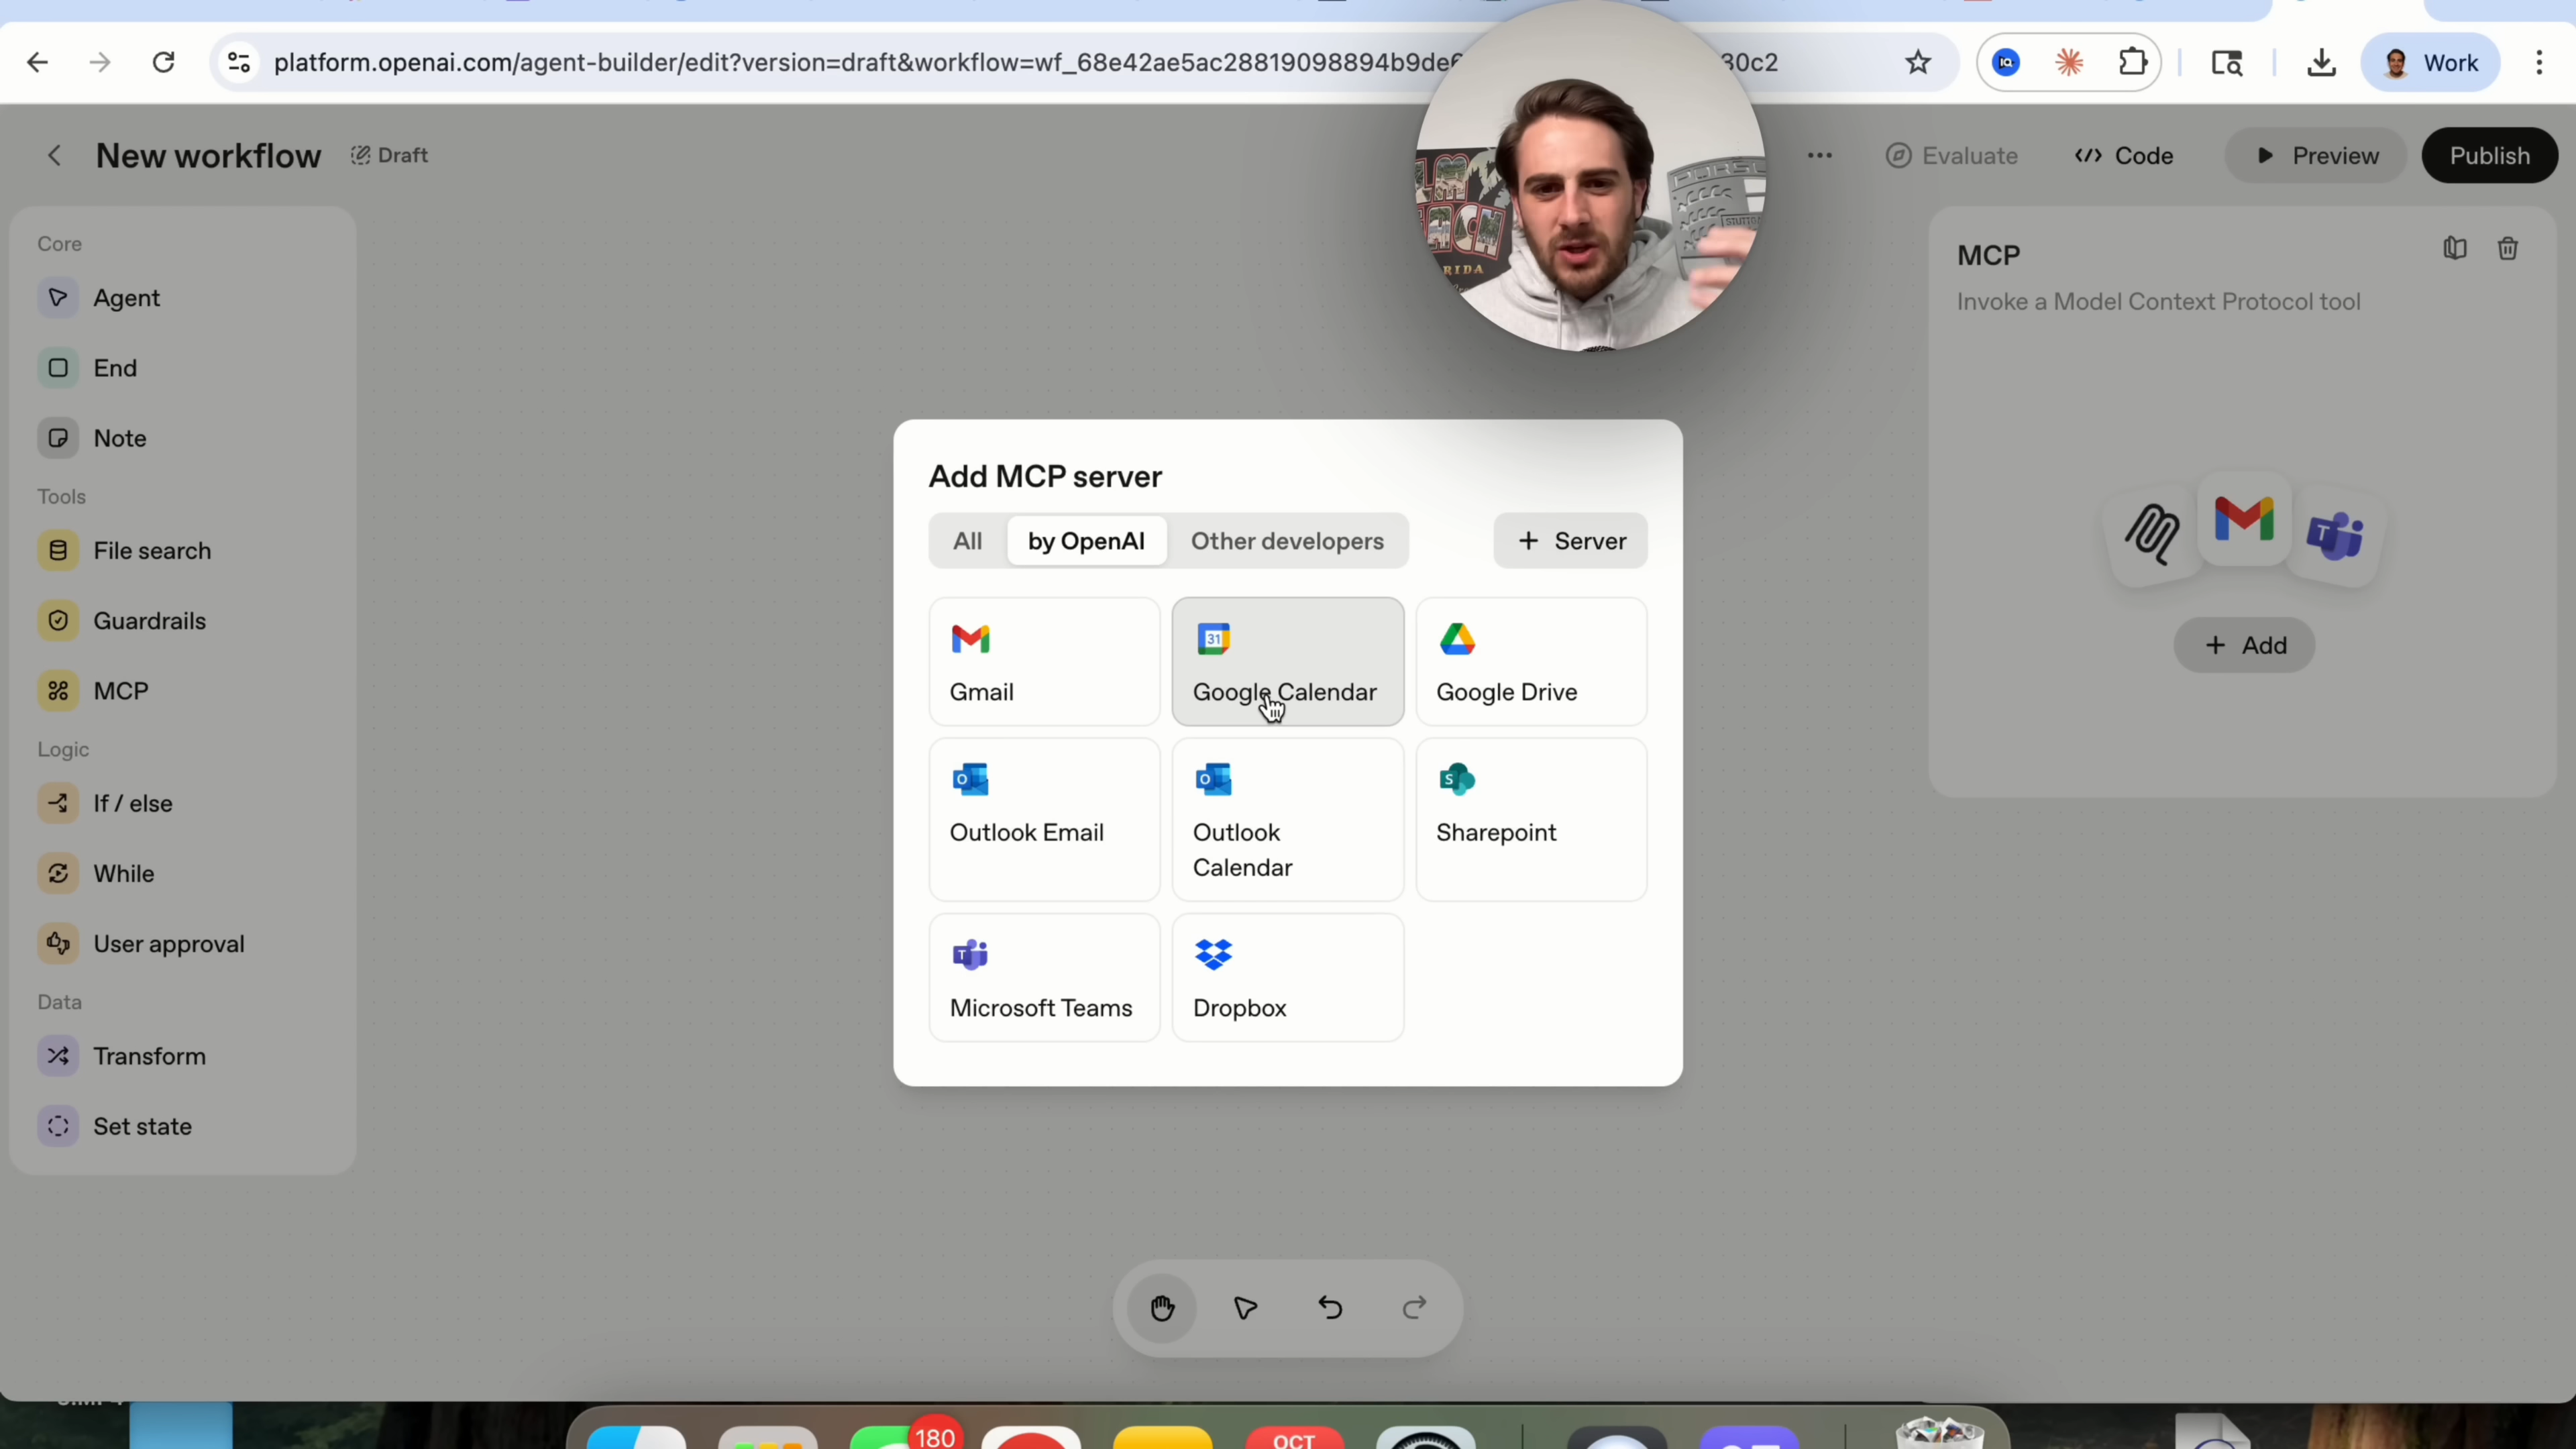 platform.openai.com/agent-builder/edit?version=draft&workflow=wf_68e42ae5ac28819098894b9de
30c2
Work
New workflow
Draft
Evaluate
Code
Preview
Publish
Core
Agent
End
Note
Tools
File search
Guardrails
MCP
Logic
If / else
While
User approval
Data
Transform
Set state
MCP
Invoke a Model Context Protocol tool
+ Add
Add MCP server
All
by OpenAI
Other developers
+ Server
Gmail
31
Google Calendar
Google Drive
Outlook Email
Outlook
Calendar
Sharepoint
Microsoft Teams
Dropbox
RIDA
180
OCT